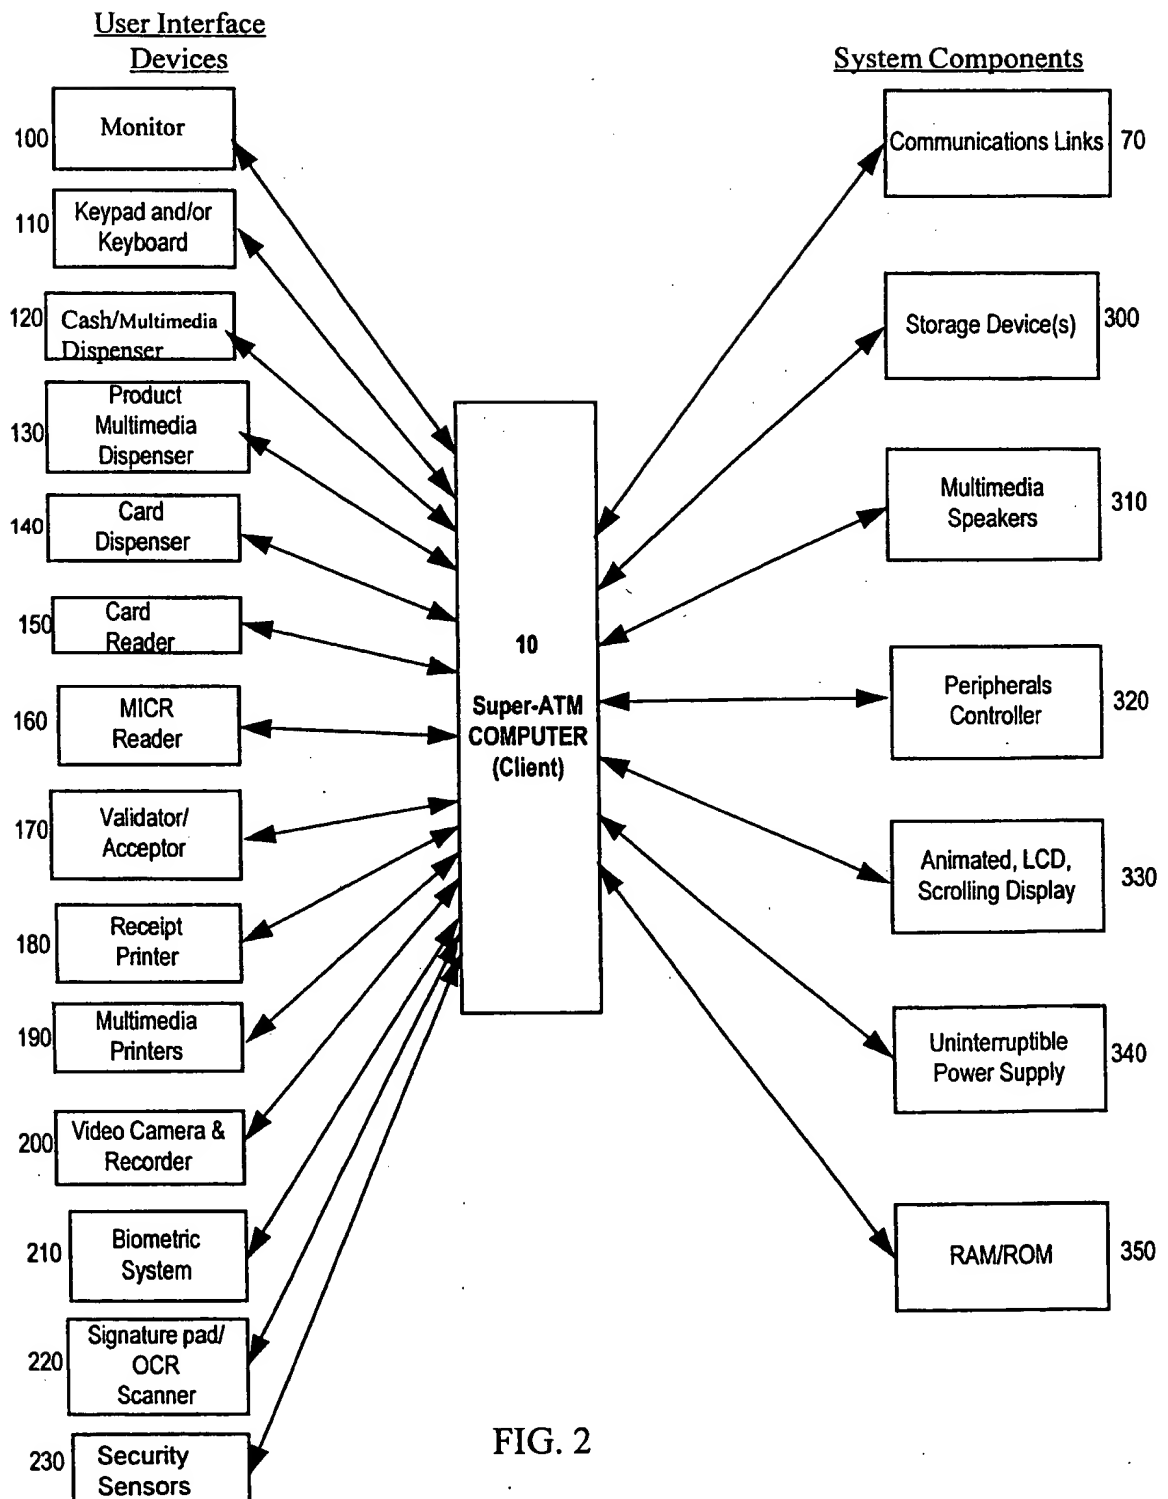 User Interface
Devices
100
Monitor
110
Keypad and/or
Keyboard
120
Cash/Multimedia
Dispenser
130
Product
Multimedia
Dispenser
140
Card
Dispenser
150
Card
Reader
160
MICR
Reader
170
Validator/
Acceptor
180
Receipt
Printer
190
Multimedia
Printers
200
Video Camera &
Recorder
210
Biometric
System
220
Signature pad/
OCR
Scanner
230
Security
Sensors
10
Super-ATM
COMPUTER
(Client)
System Components
Communications Links
70
Storage Device(s)
300
Multimedia
Speakers
310
Peripherals
Controller
320
Animated, LCD,
Scrolling Display
330
Uninterruptible
Power Supply
340
RAM/ROM
350
FIG. 2